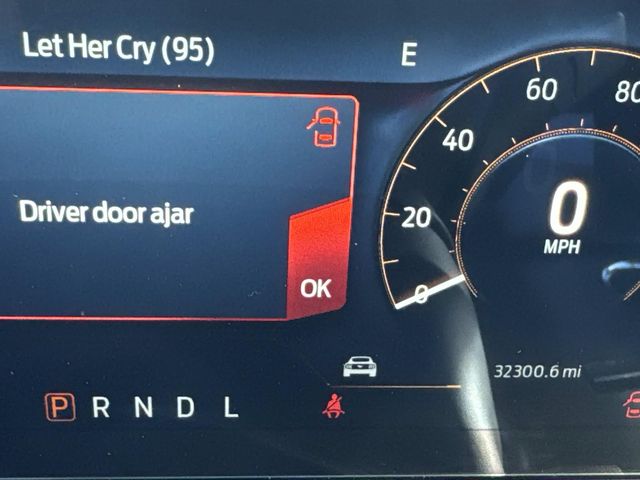 Let Her Cry (95)
E
Driver door ajar
OK
0
20
40
60
80
0
MPH
32300.6 mi
P R N D L